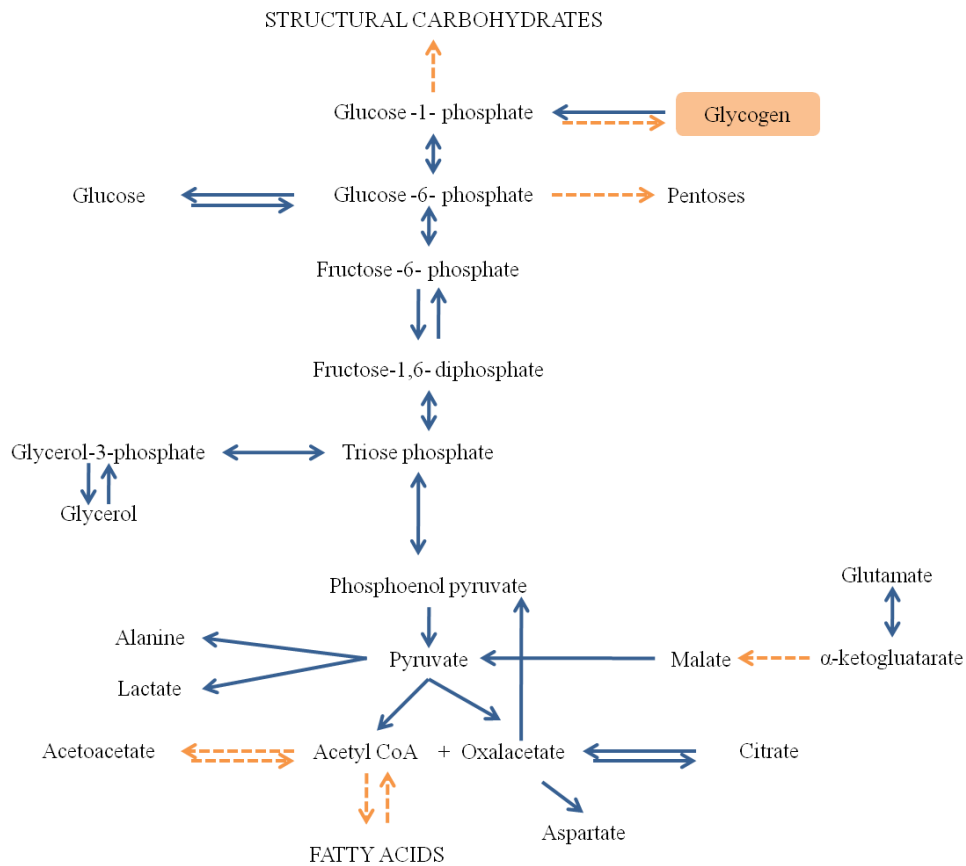 STRUCTURAL CARBOHYDRATES
Glucose -1- phosphate
Glycogen
Glucose
Glucose -6- phosphate
Pentoses
Fructose -6- phosphate
Fructose-1,6- diphosphate
Glycerol-3-phosphate
Triose phosphate
Glycerol
Phosphoenol pyruvate
Glutamate
Alanine
Pyruvate
Malate
α-ketogluatarate
Lactate
Acetoacetate
Acetyl CoA + Oxalacetate
Citrate
Aspartate
FATTY ACIDS